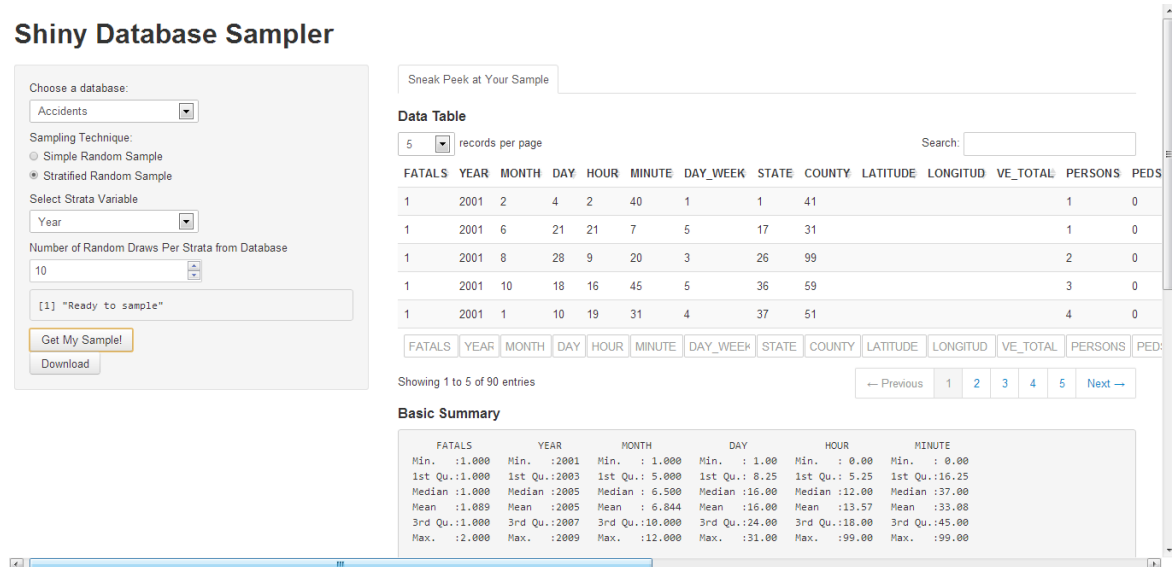 Shiny Database Sampler
Choose a database:
Accidents
Sampling Technique:
Simple Random Sample
Stratified Random Sample
Select Strata Variable
Year
Number of Random Draws Per Strata from Database
10
[1] "Ready to sample"
Get My Sample!
Download
Sneak Peek at Your Sample
Data Table
5 records per page Search:
FATALS YEAR MONTH DAY HOUR MINUTE DAY_WEEK STATE COUNTY LATITUDE LONGITUD VE_TOTAL PERSONS PEDS
1 2001 2 4 2 40 1 1 41 1 0
1 2001 6 21 21 7 5 17 31 1 0
1 2001 8 28 9 20 3 26 99 2 0
1 2001 10 18 16 45 5 36 59 3 0
1 2001 1 10 19 31 4 37 51 4 0
FATALS YEAR MONTH DAY HOUR MINUTE DAY_WEEK STATE COUNTY LATITUDE LONGITUD VE_TOTAL PERSONS PED
Showing 1 to 5 of 90 entries ← Previous 1 2 3 4 5 Next →
Basic Summary
FATALS YEAR MONTH DAY HOUR MINUTE
Min. :1.000 Min. :2001 Min. : 1.000 Min. : 1.00 Min. : 0.00 Min. : 0.00
1st Qu.:1.000 1st Qu.:2003 1st Qu.: 5.000 1st Qu.: 8.25 1st Qu.: 5.25 1st Qu.:16.25
Median :1.000 Median :2005 Median : 6.500 Median :16.00 Median :12.00 Median :37.00
Mean :1.089 Mean :2005 Mean : 6.844 Mean :16.00 Mean :13.57 Mean :33.08
3rd Qu.:1.000 3rd Qu.:2007 3rd Qu.:10.000 3rd Qu.:24.00 3rd Qu.:18.00 3rd Qu.:45.00
Max. :2.000 Max. :2009 Max. :12.000 Max. :31.00 Max. :99.00 Max. :99.00